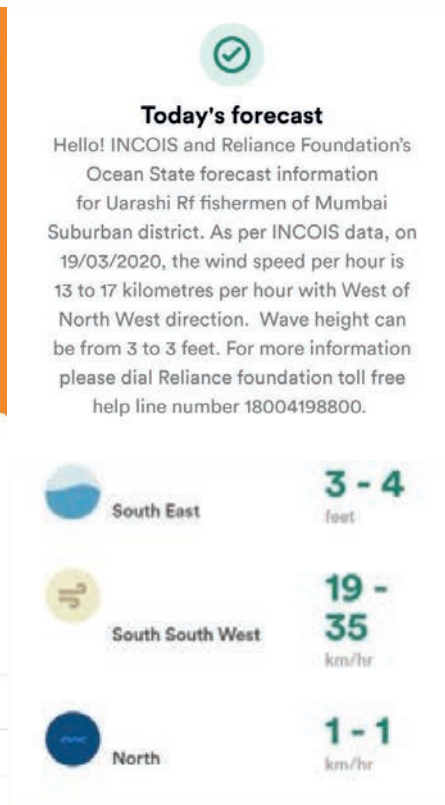 Today's forecast
Hello! INCOIS and Reliance Foundation's
Ocean State forecast information
for Uarashi Rf fishermen of Mumbai
Suburban district. As per INCOIS data, on
19/03/2020, the wind speed per hour is
13 to 17 kilometres per hour with West of
North West direction. Wave height can
be from 3 to 3 feet. For more information
please dial Reliance foundation toll free
help line number 18004198800.
South East
3 - 4
feet
South South West
19 -
35
km/hr
North
1 - 1
km/hr